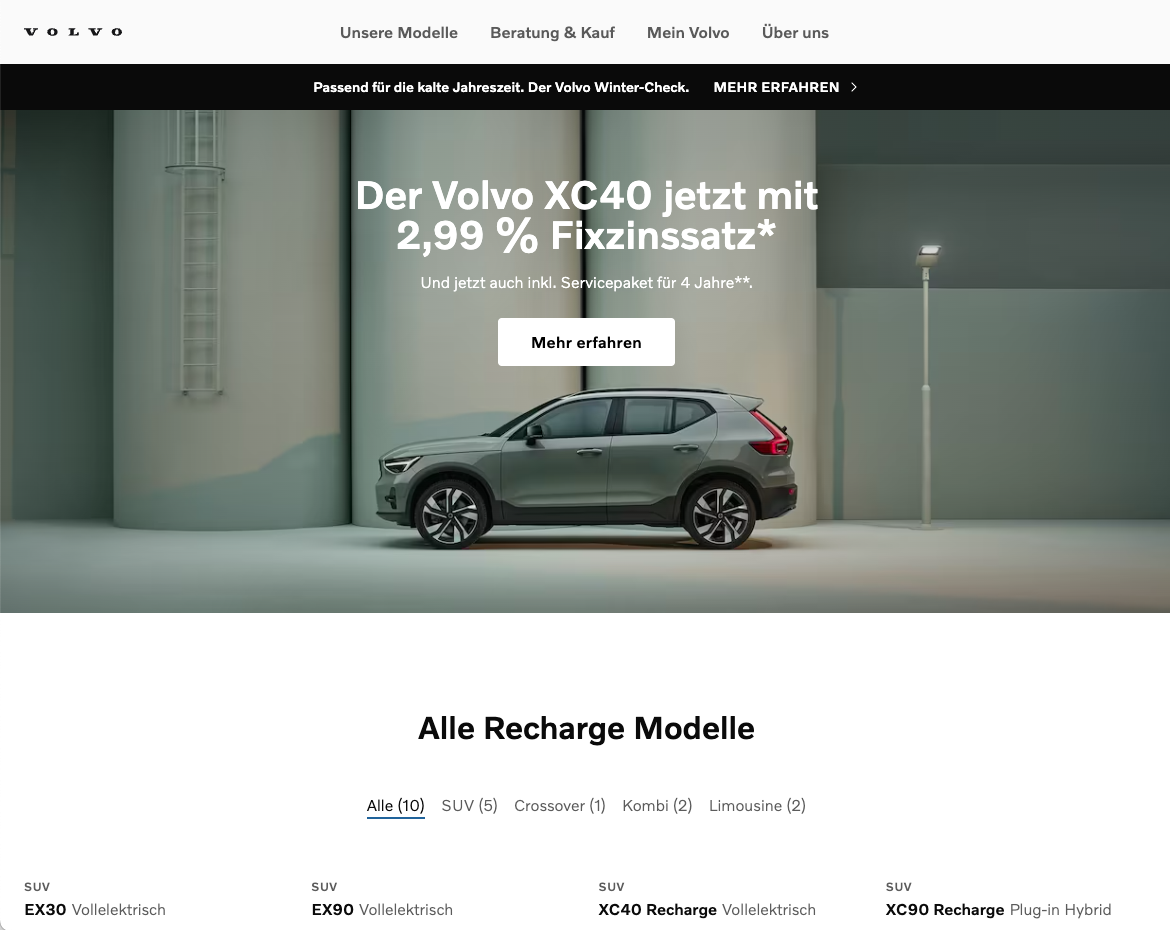 VOLVO
Unsere Modelle Beratung & Kauf Mein Volvo Über uns
Passend für die kalte Jahreszeit. Der Volvo Winter-Check. MEHR ERFAHREN
Der Volvo XC40 jetzt mit
2,99 % Fixzinssatz*
Und jetzt auch inkl. Servicepaket für 4 Jahre**.
Mehr erfahren
Alle Recharge Modelle
Alle (10) SUV (5) Crossover (1) Kombi (2) Limousine (2)
SUV SUV SUV SUV
EX30 Vollelektrisch EX90 Vollelektrisch XC40 Recharge Vollelektrisch XC90 Recharge Plug-in Hybrid